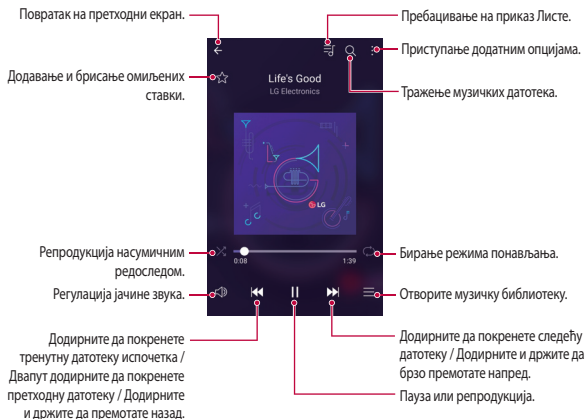 Повратак на претходни екран.
Пребацивање на приказ Листе.
Приступање додатним опцијама.
Додавање и брисање омиљених
ставки.
Тражење музичких датотека.
Life's Good
LG Electronics
LG
Репродукција насумичним
редоследом.
0:08
1:39
Бирање режима понављања.
Регулација јачине звука.
Отворите музичку библиотеку.
Додирните да покренете
тренутну датотеку испочетка /
Двапут додирните да покренете
претходну датотеку / Додирните
и држите да премотате назад.
Додирните да покренете следећу
датотеку / Додирните и држите да
брзо премотате напред.
Пауза или репродукција.